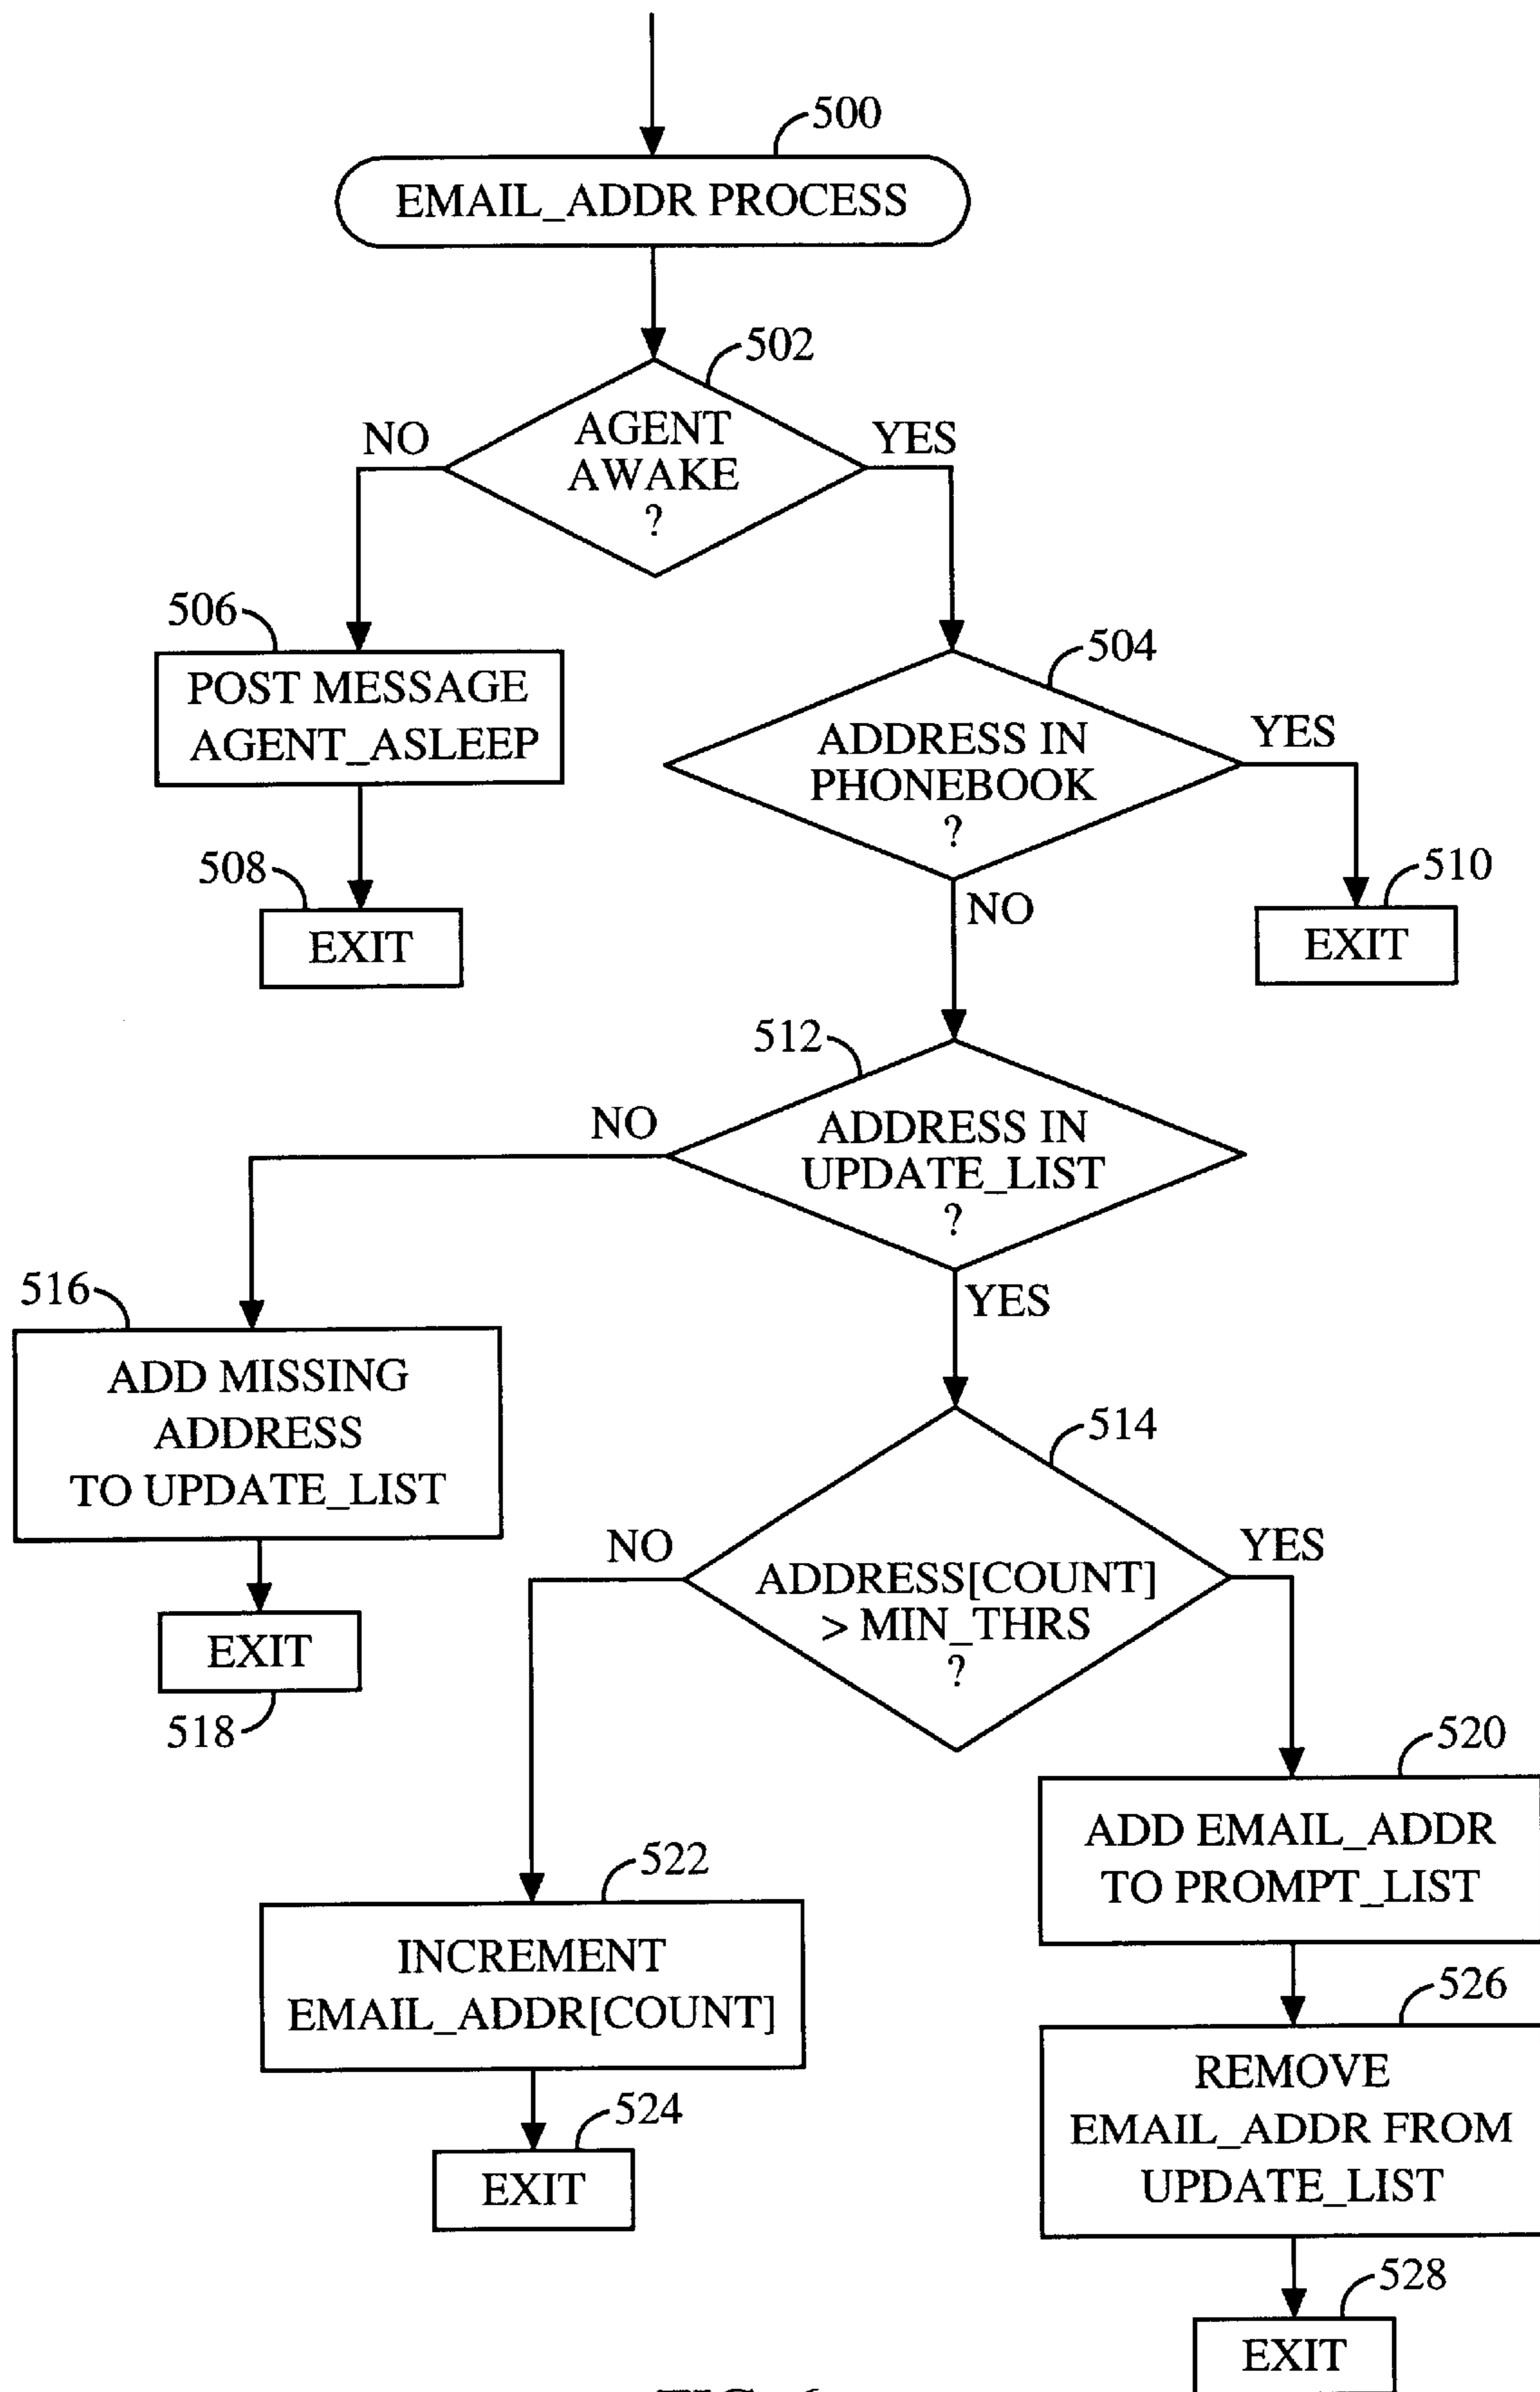 500
EMAIL_ADDR PROCESS
502
NO
AGENT
AWAKE
?
YES
506
POST MESSAGE
AGENT_ASLEEP
504
ADDRESS IN
PHONEBOOK
?
YES
508
EXIT
NO
510
EXIT
512
NO
ADDRESS IN
UPDATE_LIST
?
YES
516
ADD MISSING
ADDRESS
TO UPDATE_LIST
514
NO
ADDRESS[COUNT]
> MIN_THRS
?
YES
EXIT
518
520
ADD EMAIL_ADDR
TO PROMPT_LIST
522
INCREMENT
EMAIL_ADDR[COUNT]
526
REMOVE
EMAIL_ADDR FROM
UPDATE_LIST
524
EXIT
528
EXIT